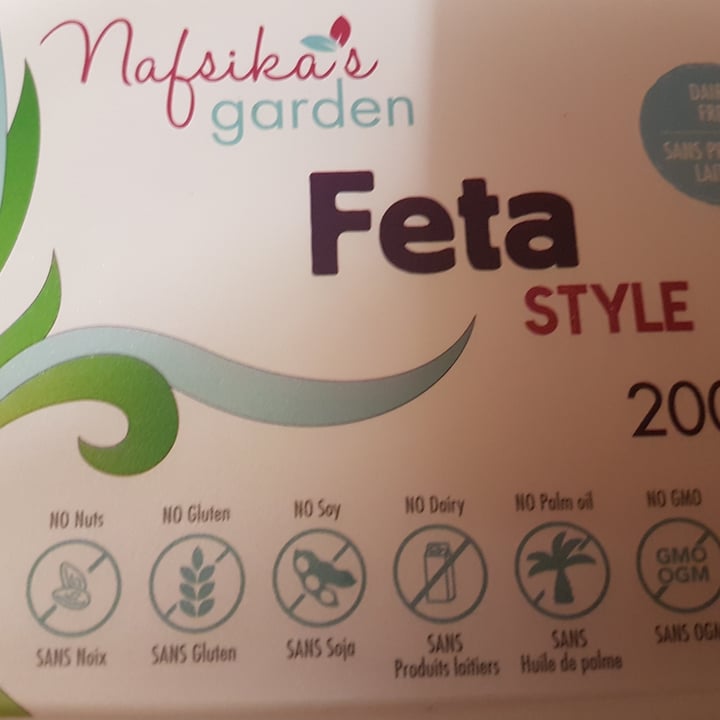 Nafsika's
garden
Feta
STYLE
NO Nuts
NO Gluten
NO Soy
NO Dairy
NO Palm oil
NO GMO
GMO
OGM
SANS Noix
SANS Gluten
SANS Soja
SANS
Produits laitiers
SANS
Huile de palme
SANS